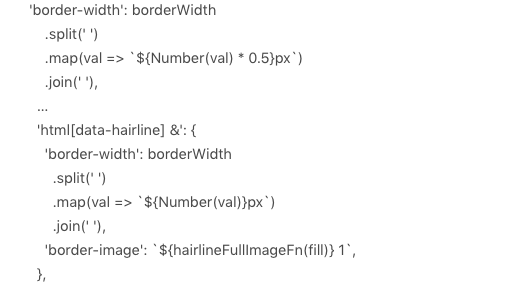 'border-width': borderWidth
.split(' ')
.map(val => `${Number(val) * 0.5}px`)
.join(' '),
...
'html[data-hairline] &': {
'border-width': borderWidth
.split(' ')
.map(val => `${Number(val)}px`)
.join(' '),
'border-image': `${hairlineFullImageFn(fill)} 1`,
},